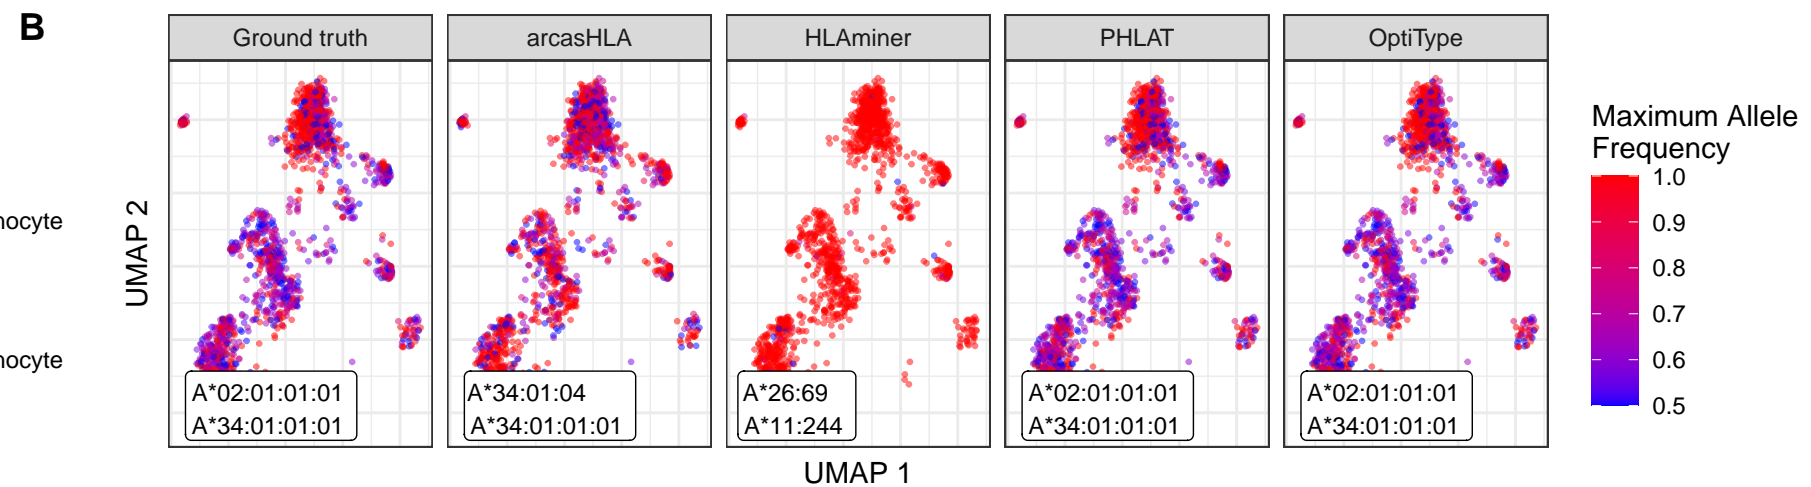 B
Ground truth
arcasHLA
HLAminer
PHLAT
OptiType
nocyte
nocyte
UMAP 2
A*02:01:01:01
A*34:01:01:01
A*34:01:04
A*34:01:01:01
A*26:69
A*11:244
A*02:01:01:01
A*34:01:01:01
A*02:01:01:01
A*34:01:01:01
UMAP 1
Maximum Allele
Frequency
1.0
0.9
0.8
0.7
0.6
0.5